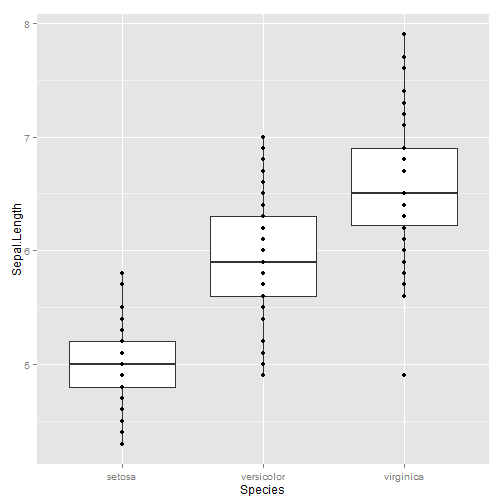 8
7
6
5
Sepal.Length
setosa
versicolor
virginica
Species